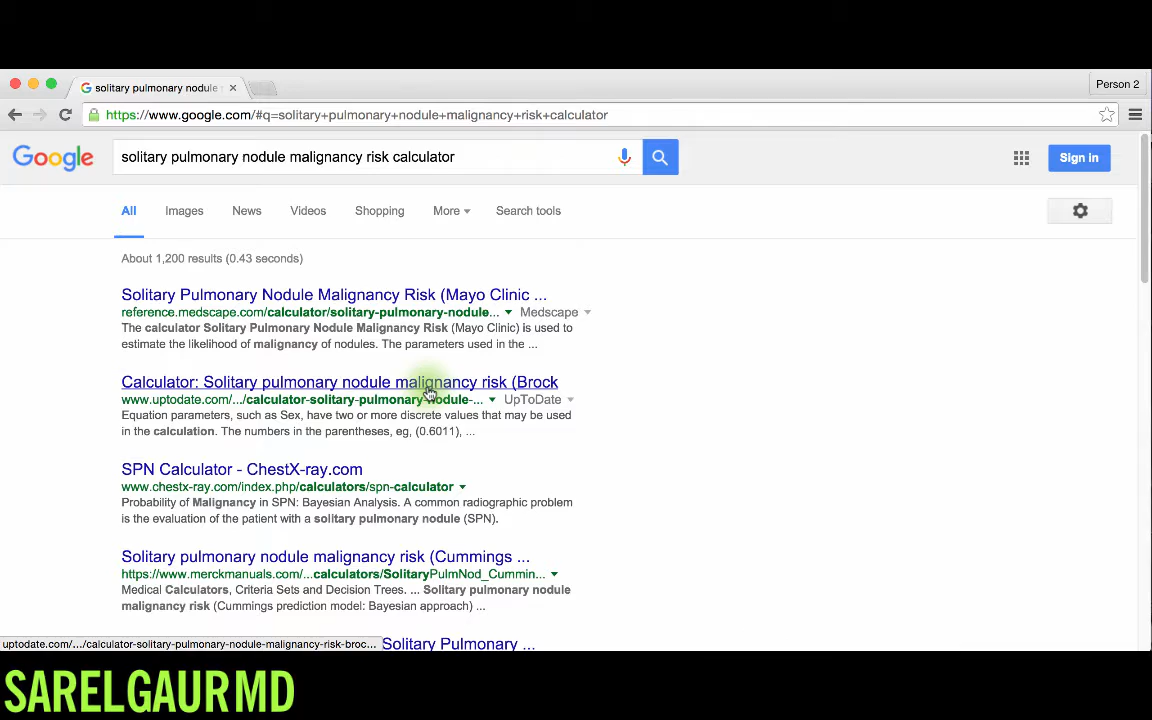 solitary pulmonary nodule
Person 2
https://www.google.com/#q=solitary+pulmonary+nodule+malignancy+risk+calculator
Google
solitary pulmonary nodule malignancy risk calculator
Sign in
All Images News Videos Shopping More Search tools
About 1,200 results (0.43 seconds)
Solitary Pulmonary Nodule Malignancy Risk (Mayo Clinic ...
reference.medscape.com/calculator/solitary-pulmonary-nodule... Medscape
The calculator Solitary Pulmonary Nodule Malignancy Risk (Mayo Clinic) is used to
estimate the likelihood of malignancy of nodules. The parameters used in the ...
Calculator: Solitary pulmonary nodule malignancy risk (Brock
www.uptodate.com/.../calculator-solitary-pulmonary-nodule-... UpToDate
Equation parameters, such as Sex, have two or more discrete values that may be used
in the calculation. The numbers in the parentheses, eg, (0.6011), ...
SPN Calculator - ChestX-ray.com
www.chestx-ray.com/index.php/calculators/spn-calculator
Probability of Malignancy in SPN: Bayesian Analysis. A common radiographic problem
is the evaluation of the patient with a solitary pulmonary nodule (SPN).
Solitary pulmonary nodule malignancy risk (Cummings ...
https://www.merckmanuals.com/...calculators/SolitaryPulmNod_Cummin...
Medical Calculators, Criteria Sets and Decision Trees. ... Solitary pulmonary nodule
malignancy risk (Cummings prediction model: Bayesian approach) ...
Solitary Pulmonary ...
uptodate.com/.../calculator-solitary-pulmonary-nodule-malignancy-risk-broc...
SARELGAURMD